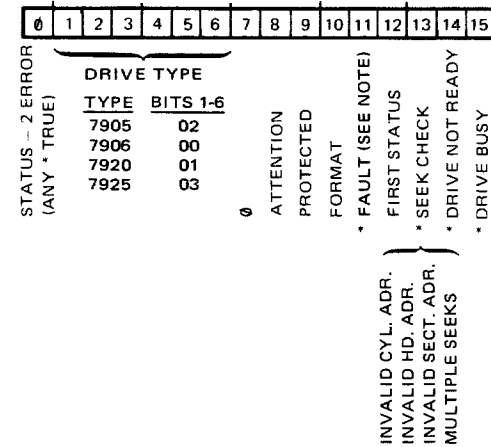 0 1 2 3 4 5 6 7 8 9 10 11 12 13 14 15
STATUS – 2 ERROR
(ANY * TRUE)
DRIVE TYPE
TYPE BITS 1-6
7905 02
7906 00
7920 01
7925 03
0
ATTENTION
PROTECTED
FORMAT
* FAULT (SEE NOTE)
FIRST STATUS
* SEEK CHECK
* DRIVE NOT READY
* DRIVE BUSY
INVALID CYL. ADR.
INVALID HD. ADR.
INVALID SECT. ADR.
MULTIPLE SEEKS